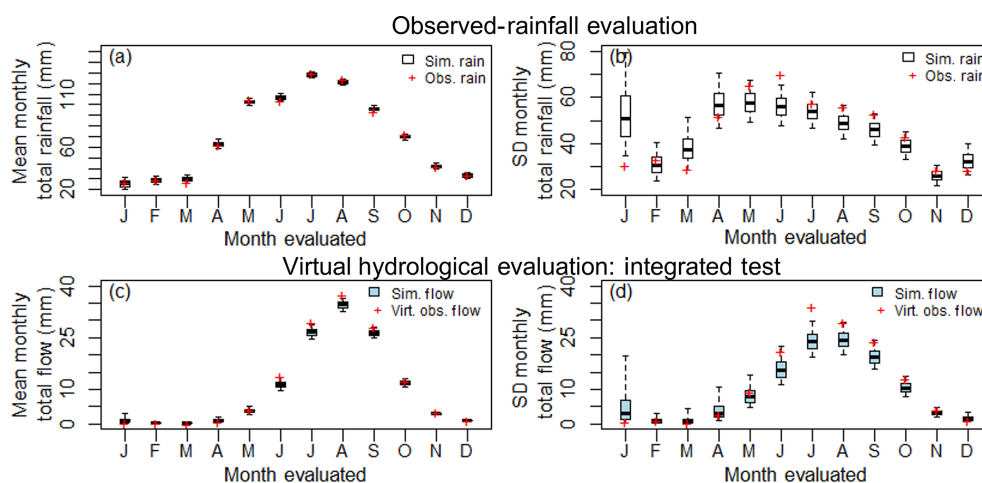 Observed-rainfall evaluation
(a)
Sim. rain
Obs. rain
Mean monthly
total rainfall (mm)
110
60
20
J F M A M J J A S O N D
Month evaluated
(b)
Sim. rain
Obs. rain
SD monthly
total rainfall (mm)
80
60
40
20
J F M A M J J A S O N D
Month evaluated
Virtual hydrological evaluation: integrated test
(c)
Sim. flow
Virt. obs. flow
Mean monthly
total flow (mm)
40
25
10
0
J F M A M J J A S O N D
Month evaluated
(d)
Sim. flow
Virt. obs. flow
SD monthly
total flow (mm)
40
25
10
0
J F M A M J J A S O N D
Month evaluated